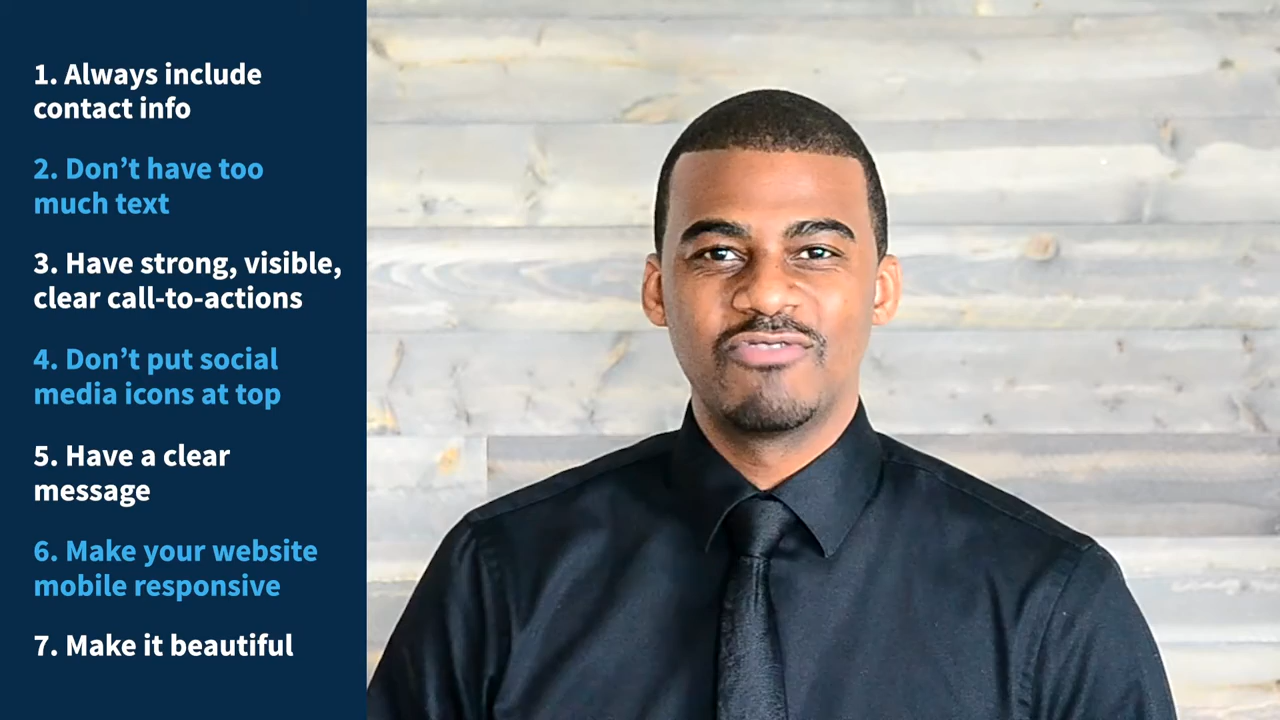 1. Always include
contact info
2. Don’t have too
much text
3. Have strong, visible,
clear call-to-actions
4. Don’t put social
media icons at top
5. Have a clear
message
6. Make your website
mobile responsive
7. Make it beautiful